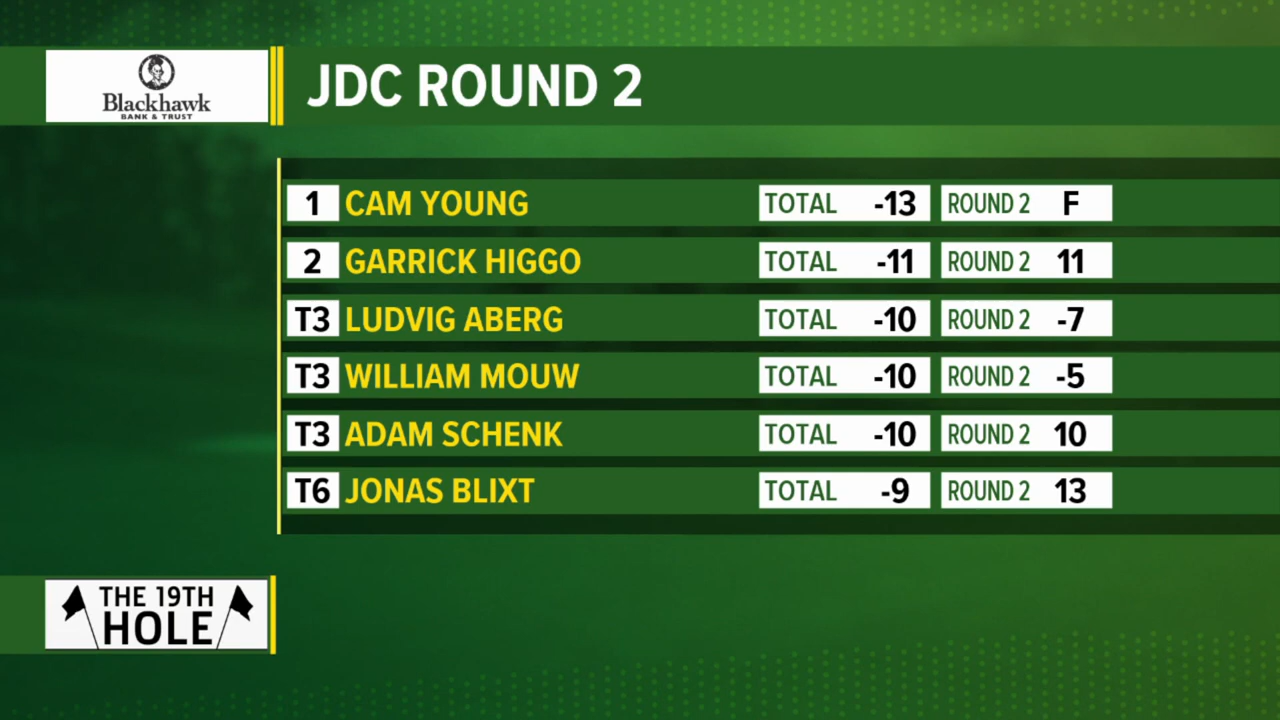 Blackhawk
BANK & TRUST
JDC ROUND 2
1 CAM YOUNG TOTAL -13 ROUND 2 F
2 GARRICK HIGGO TOTAL -11 ROUND 2 11
T3 LUDVIG ABERG TOTAL -10 ROUND 2 -7
T3 WILLIAM MOUW TOTAL -10 ROUND 2 -5
T3 ADAM SCHENK TOTAL -10 ROUND 2 10
T6 JONAS BLIXT TOTAL -9 ROUND 2 13
THE 19TH
HOLE